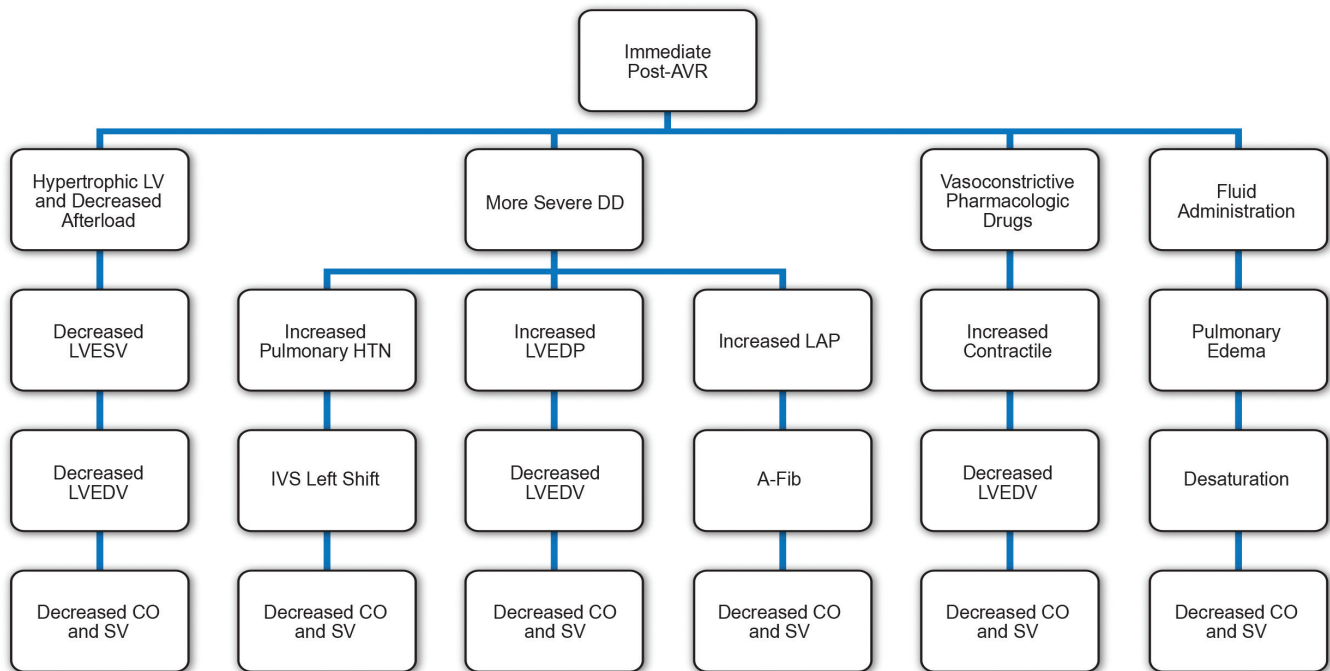 Immediate
Post-AVR
Hypertrophic LV
and Decreased
Afterload
More Severe DD
Vasoconstrictive
Pharmacologic
Drugs
Fluid
Administration
Decreased
LVESV
Increased
Pulmonary HTN
Increased
LVEDP
Increased LAP
Increased
Contractile
Pulmonary
Edema
Decreased
LVEDV
IVS Left Shift
Decreased
LVEDV
A-Fib
Decreased
LVEDV
Desaturation
Decreased CO
and SV
Decreased CO
and SV
Decreased CO
and SV
Decreased CO
and SV
Decreased CO
and SV
Decreased CO
and SV